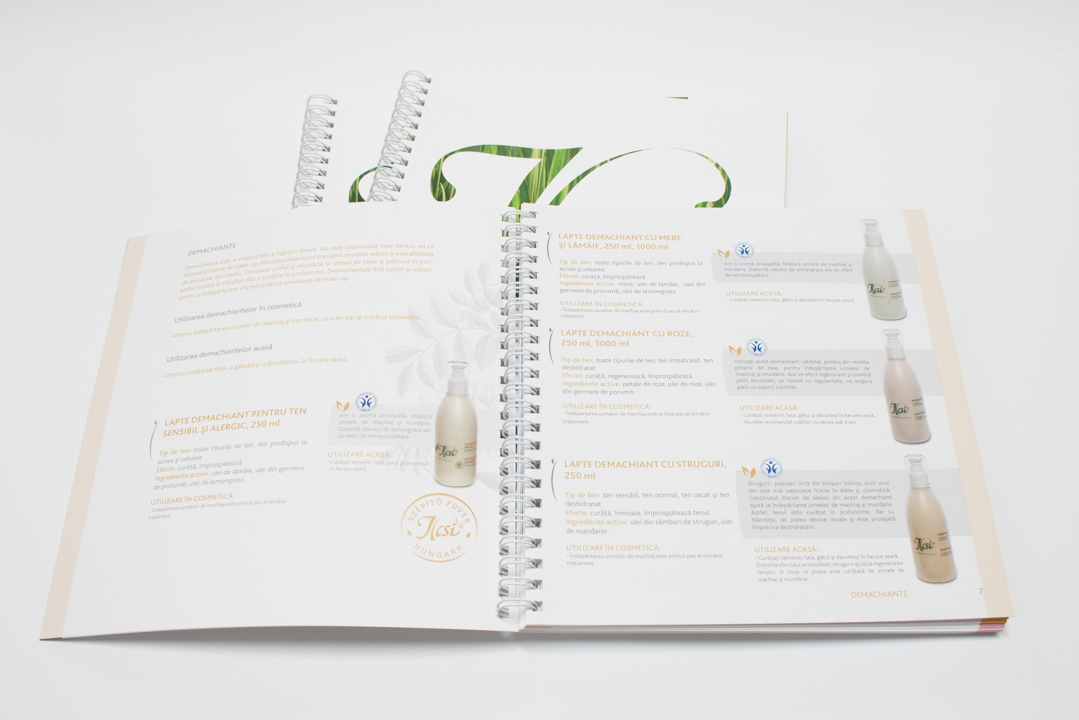 DEMACHIANTE
Utilizarea demachiantelor în cosmetică
• Pentru îndepărtarea urmelor de machiaj și murdărie, ca prim pas al oricărui tratament.
Utilizarea demachiantelor acasă
• Pentru curățarea feței, a gâtului și a decolteului în fiecare seară.
LAPTE DEMACHIANT PENTRU TEN
SENSIBIL ȘI ALERGIC, 250 ml
Tip de ten: toate tipurile de ten, ten predispus la
acnee și seboree
Efecte: curăță, împrospătează
Ingrediente active: ulei de lămâie, ulei din germeni
de porumb, ulei de lemongrass
UTILIZARE ÎN COSMETICĂ:
- Îndepărtarea urmelor de machiaj este primul pas al oricărui
tratament.
Are o aromă proaspătă, înlătură
urmele de machiaj și murdărie.
Datorită uleiului de lemongrass are
un efect de reîmprospătare.
UTILIZARE ACASĂ:
- Curățați temeinic fața, gâtul și decolteul
în fiecare seară.
Ilcsi
SZÉPÍTŐ FÜVEK
Ilcsi
HUNGARY
LAPTE DEMACHIANT CU MERE
ȘI LĂMÂIE, 250 ml, 1000 ml
Tip de ten: toate tipurile de ten, ten predispus la
acnee și seboree
Efecte: curăță, împrospătează
Ingrediente active: mere, ulei de lămâie, ulei din
germeni de porumb, ulei de lemongrass
UTILIZARE ÎN COSMETICĂ:
- Îndepărtarea urmelor de machiaj este primul pas al oricărui
tratament.
Are o aromă proaspătă, înlătură urmele de machiaj și
murdărie. Datorită uleiului de lemongrass are un efect
de reîmprospătare.
UTILIZARE ACASĂ:
- Curățați temeinic fața, gâtul și decolteul în fiecare seară.
Ilcsi
LAPTE DEMACHIANT CU ROZE,
250 ml, 1000 ml
Tip de ten: toate tipurile de ten, ten îmbătrânit, ten
deshidratat
Efecte: curăță, regenerează, împrospătează
Ingrediente active: petale de roze, ulei de roze, ulei
din germeni de porumb
UTILIZARE ÎN COSMETICĂ:
- Îndepărtarea urmelor de machiaj este primul pas al oricărui
tratament.
Utilizați acest demachiant catifelat, produs din recolta
proprie de roze, pentru îndepărtarea urmelor de
machiaj și murdărie. Are un efect regenerant și conferă
pielii fermitate, iar folosit cu regularitate, va asigura
pielii un aspect catifelat.
UTILIZARE ACASĂ:
- Curățați temeinic fața, gâtul și decolteul în fiecare seară.
- Nu este recomandat copiilor cu vârsta sub 3 ani.
Ilcsi
LAPTE DEMACHIANT CU STRUGURI,
250 ml
Tip de ten: ten sensibil, ten normal, ten uscat și ten
deshidratat
Efecte: curăță, înmoaie, împrospătează tenul
Ingrediente active: ulei din sâmburi de struguri, ulei
de mandarin
UTILIZARE ÎN COSMETICĂ:
- Îndepărtarea urmelor de machiaj este primul pas al oricărui
tratament.
Strugurii, populari încă din timpuri biblice, sunt unul
din cele mai valoroase fructe în diete și cosmetică.
Conținutul discret de uleiuri din acest demachiant
ajută la îndepărtarea urmelor de machiaj și murdărie.
Astfel, tenul este curățat în profunzime, dar cu
blândețe, iar pielea devine moale și este protejată
împotriva deshidratării.
UTILIZARE ACASĂ:
- Curățați temeinic fața, gâtul și decolteul în fiecare seară.
Datorită efectului antioxidant, strugurii ajută la regenerarea
tenului, în timp ce pielea este curățată de urmele de
machiaj și murdărie.
Ilcsi
DEMACHIANTE
7